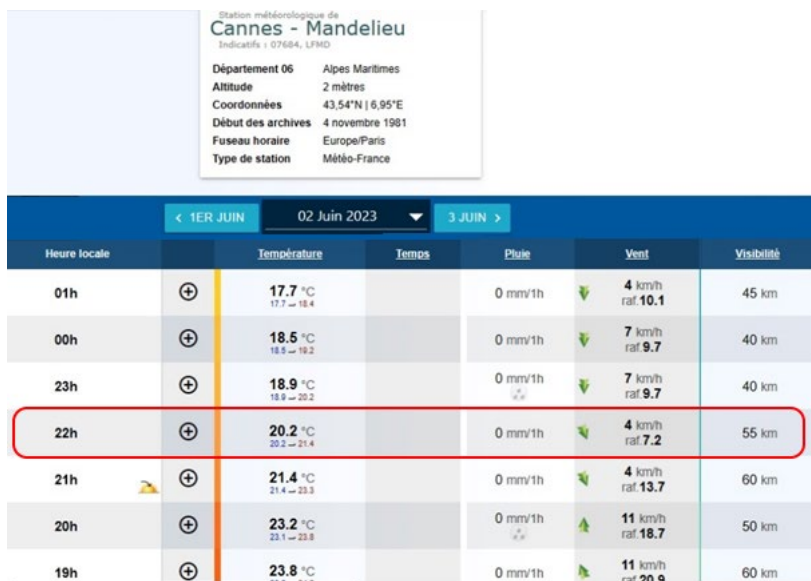 Station météorologique de
Cannes - Mandelieu
Indicatifs : 07684, LFMD
Département 06 Alpes Maritimes
Altitude 2 mètres
Coordonnées 43,54°N | 6,95°E
Début des archives 4 novembre 1981
Fuseau horaire Europe/Paris
Type de station Météo-France
< 1ER JUIN 02 Juin 2023 3 JUIN >
Heure locale Température Temps Pluie Vent Visibilité
01h 17.7 °C 0 mm/1h 4 km/h 45 km
17.7 → 18.4 raf.10.1
00h 18.5 °C 0 mm/1h 7 km/h 40 km
18.5 → 19.2 raf.9.7
23h 18.9 °C 0 mm/1h 7 km/h 40 km
18.9 → 20.2 raf.9.7
22h 20.2 °C 0 mm/1h 4 km/h 55 km
20.2 → 21.4 raf.7.2
21h 21.4 °C 0 mm/1h 4 km/h 60 km
21.4 → 23.3 raf.13.7
20h 23.2 °C 0 mm/1h 11 km/h 50 km
23.1 → 23.8 raf.18.7
19h 23.8 °C 0 mm/1h 11 km/h 60 km
raf.20.9